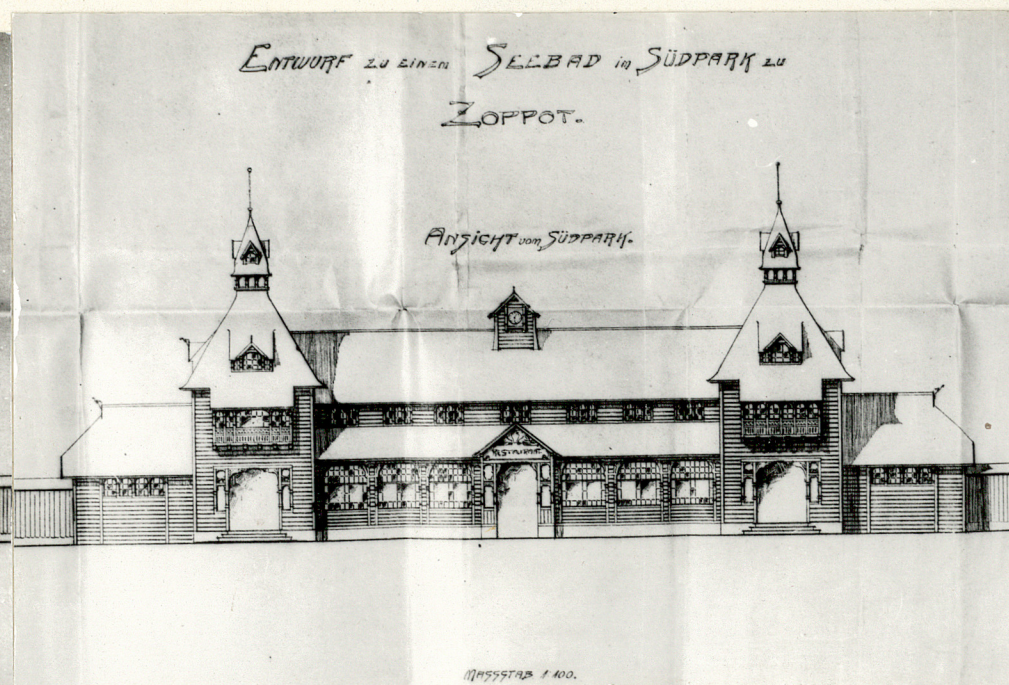 ENTWURF ZU EINEM SEEBAD im SÜDPARK ZU
ZOPPOT.
ANSICHT vom SÜDPARK.
RESTAURANT
MASSSTAB 1:100.